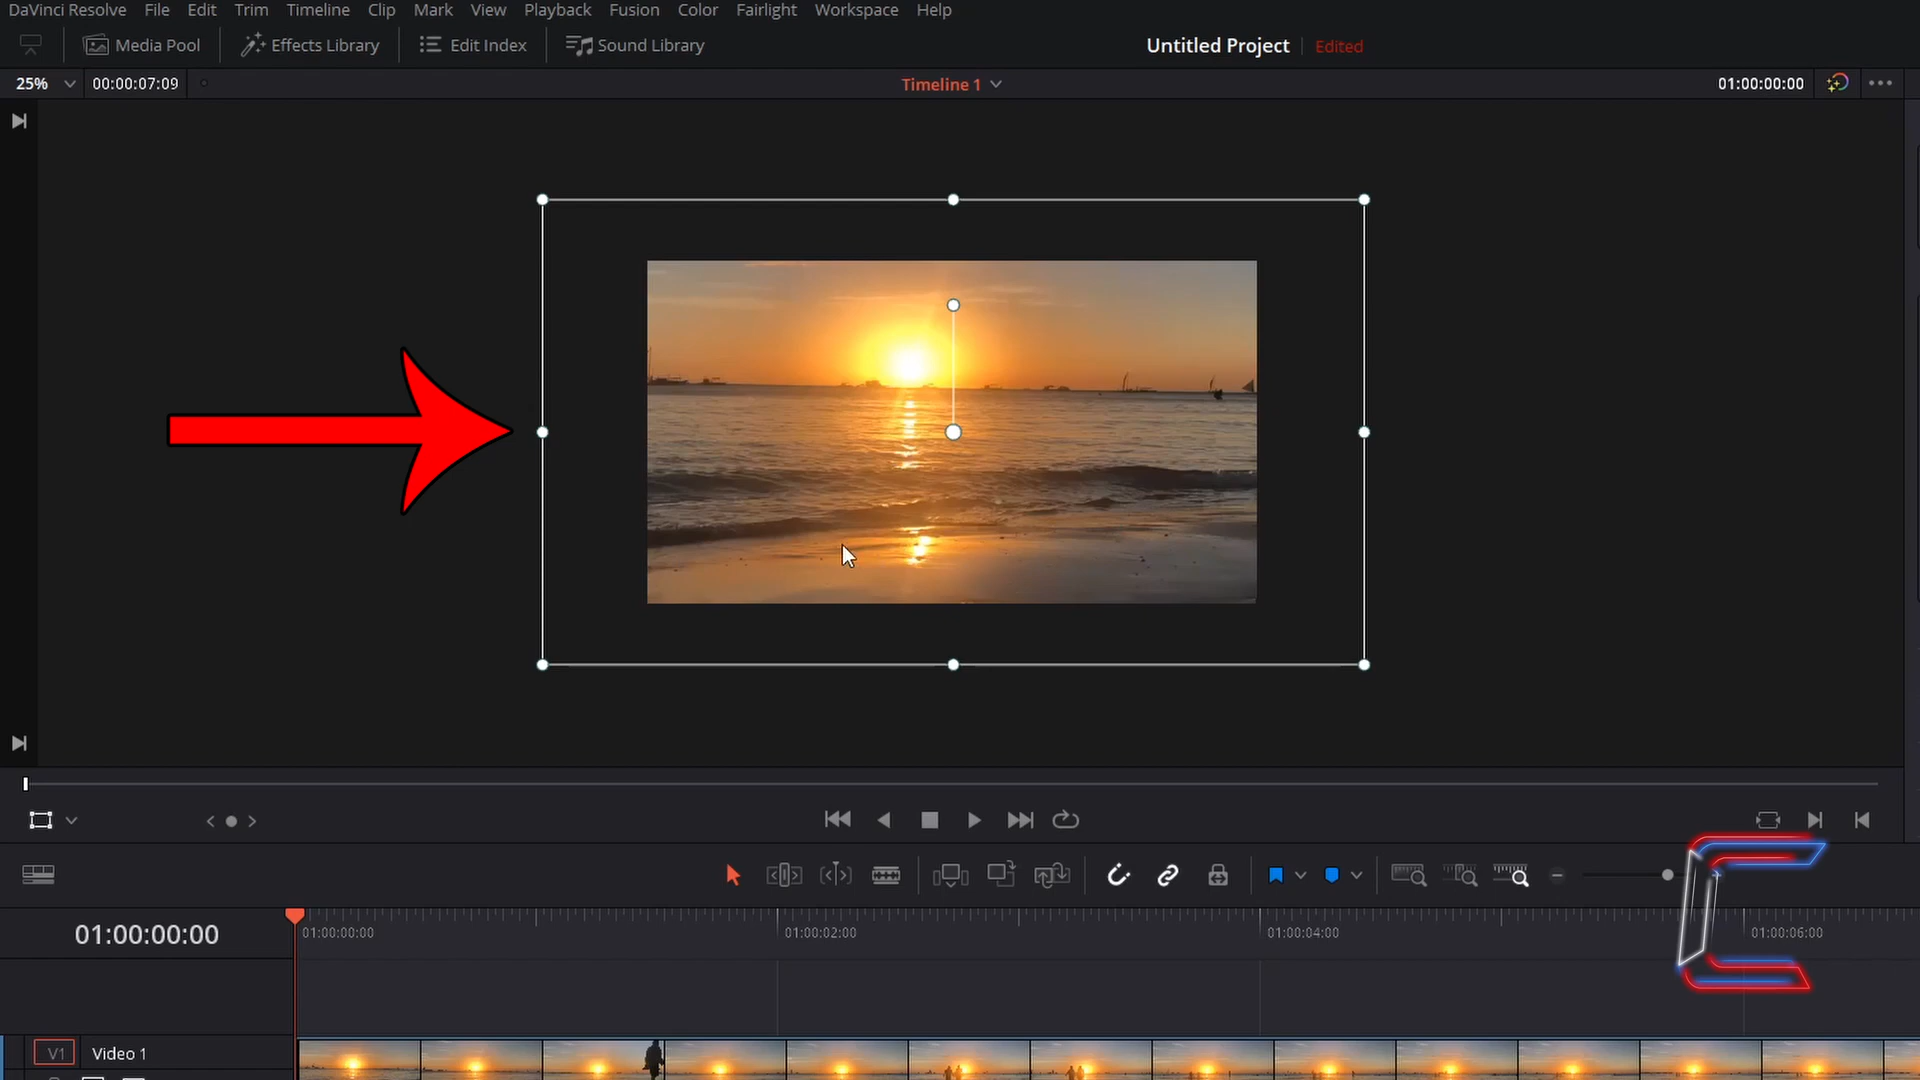 DaVinci Resolve File Edit Trim Timeline Clip Mark View Playback Fusion Color Fairlight Workspace Help
Media Pool Effects Library Edit Index Sound Library Untitled Project Edited
25% 00:00:07:09 Timeline 1 01:00:00:00
01:00:00:00 01:00:00:00 01:00:02:00 01:00:04:00 01:00:06:00
V1 Video 1